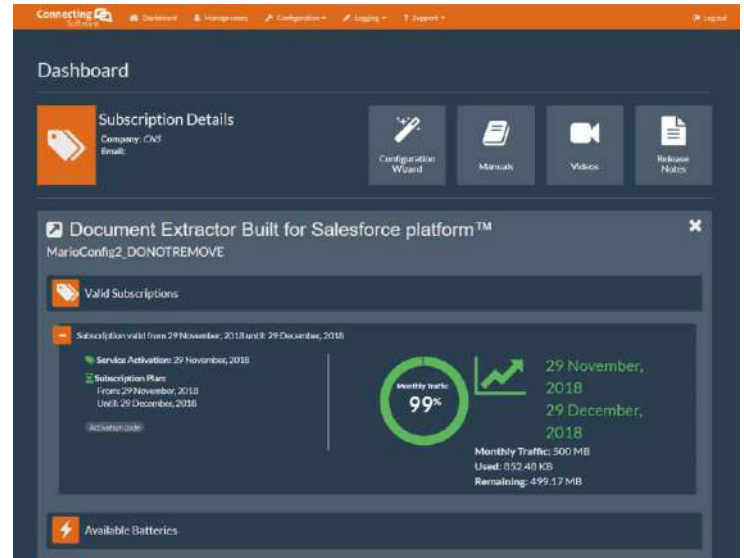 Connecting
Software
Dashboard
Manage users
Configuration
Logging
? Support
Log out
Dashboard
Subscription Details
Company: CNS
Email:
Configuration
Wizard
Manuals
Videos
Release
Notes
Document Extractor Built for Salesforce platform™
MarioConfig2_DONOTREMOVE
Valid Subscriptions
Subscription valid from 29 November, 2018 until: 29 December, 2018
Service Activation: 29 November, 2018
Subscription Plan:
From: 29 November, 2018
Until: 29 December, 2018
Activation code
Monthly traffic
99%
29 November,
2018
29 December,
2018
Monthly Traffic: 500 MB
Used: 852.48 KB
Remaining: 499.17 MB
Available Batteries